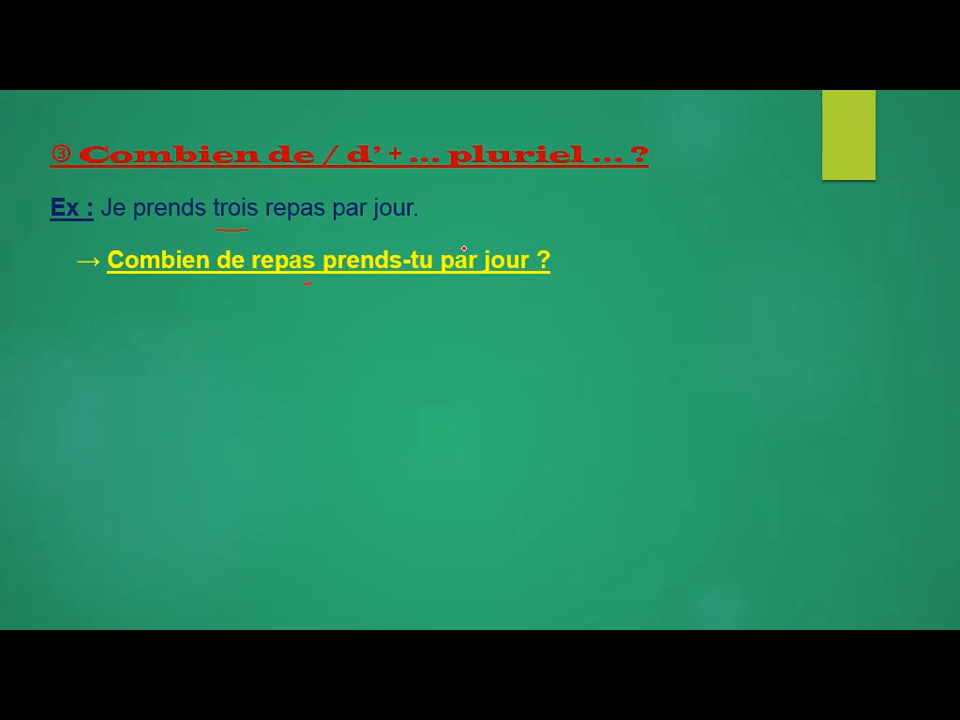 ③ Combien de / d’ + ... pluriel ... ?
Ex : Je prends trois repas par jour.
→ Combien de repas prends-tu par jour ?